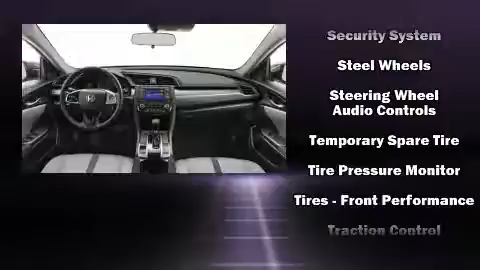 Security System
Steel Wheels
Steering Wheel
Audio Controls
Temporary Spare Tire
Tire Pressure Monitor
Tires - Front Performance
Traction Control